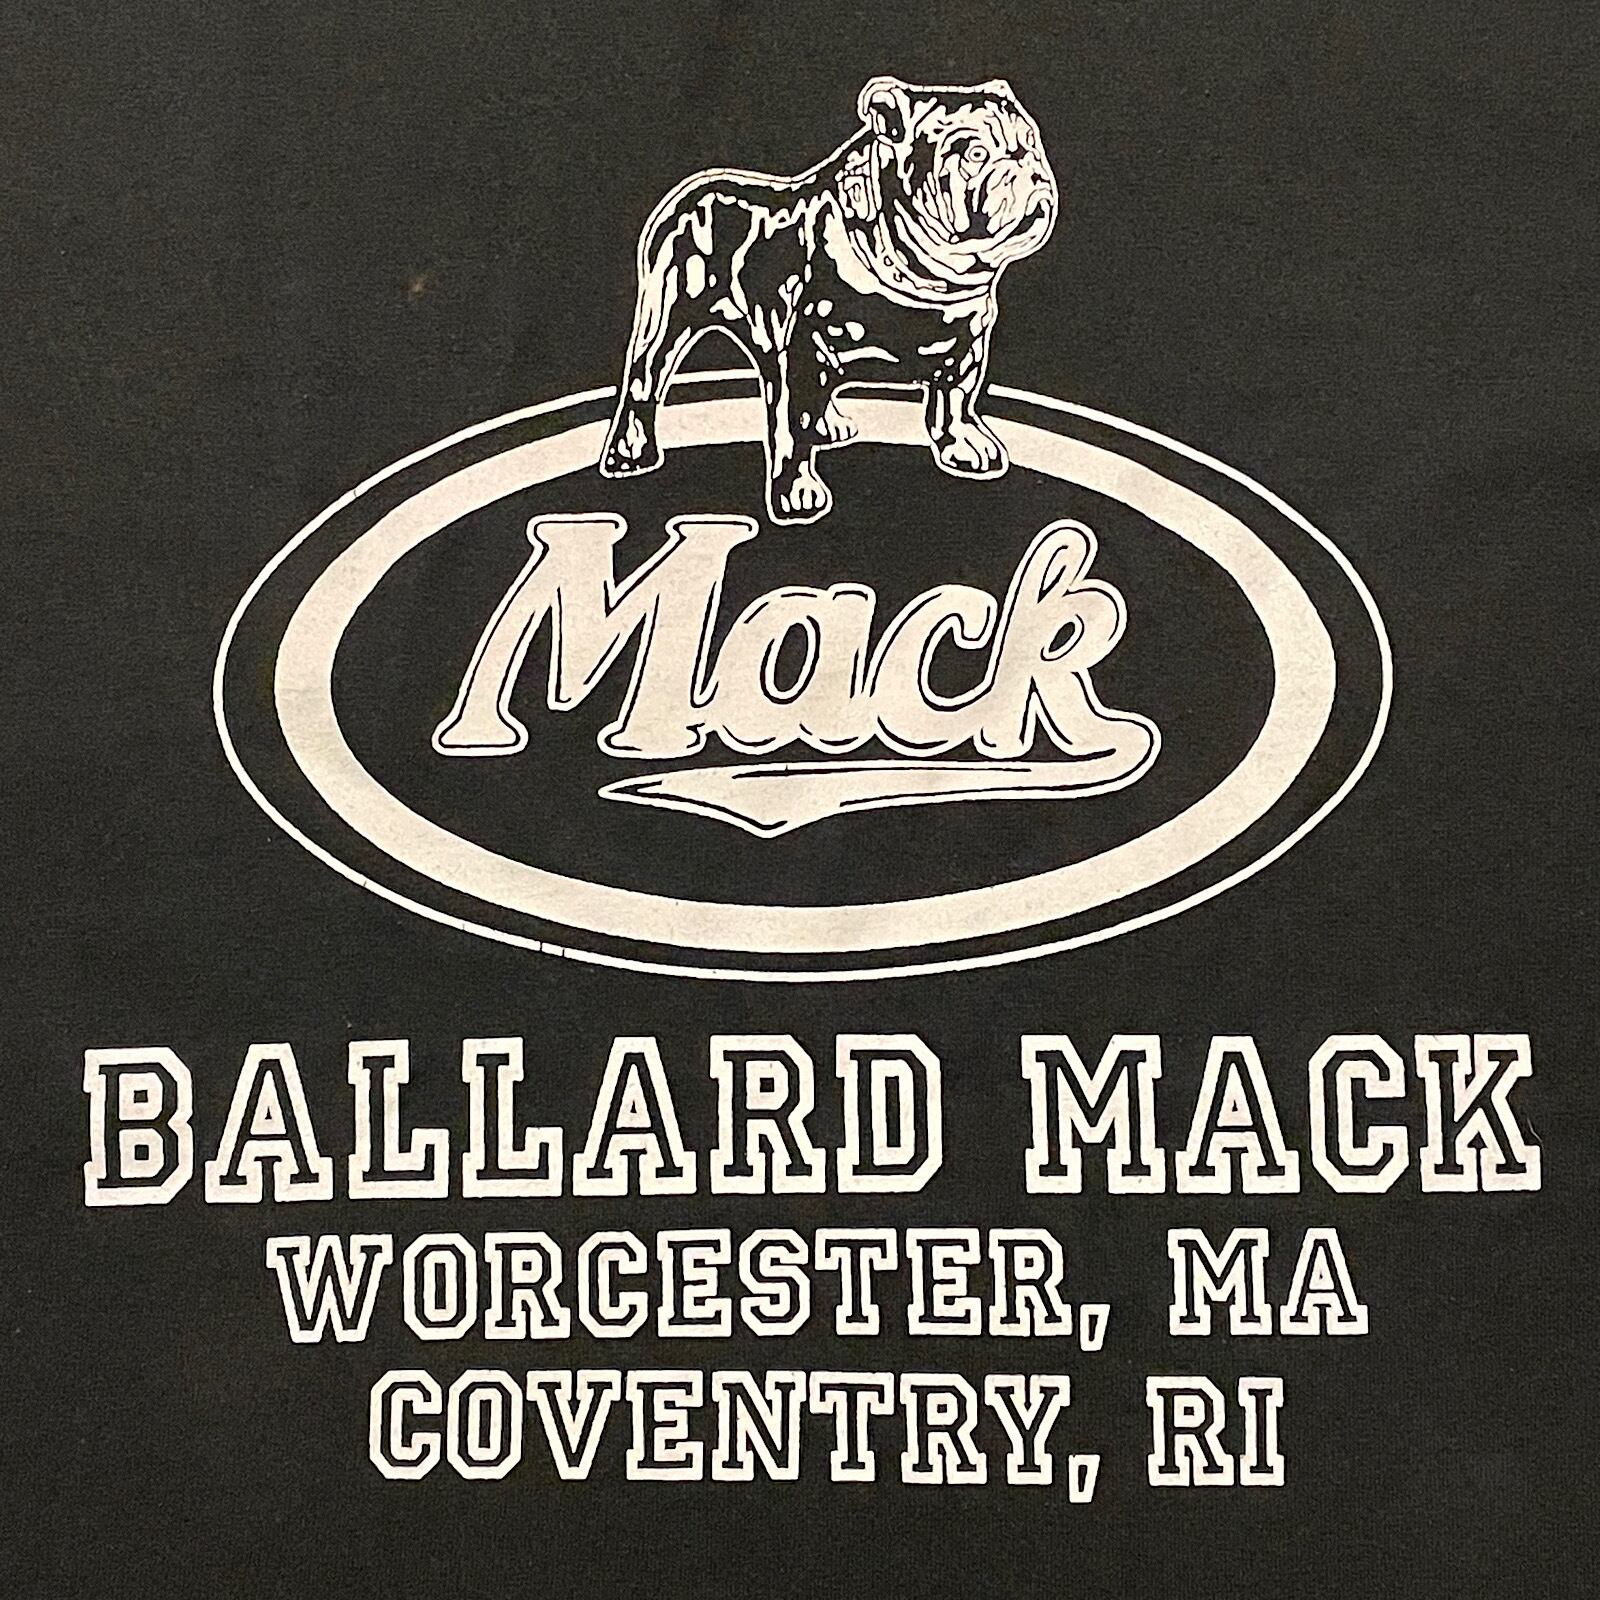 Mack
BALLARD MACK
WORCESTER, MA
COVENTRY, RI